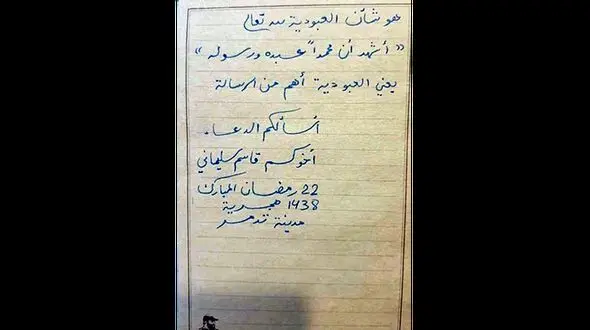 هو شأن العبودية لله تعالى
« أشهد أن محمداً عبده ورسوله »
يعني العبودية أهم من الرسالة
أسألكم الدعاء.
أخوكم قاسم سليماني
22 رمضان المبارك
1438 هجرية
مدينة تدمر